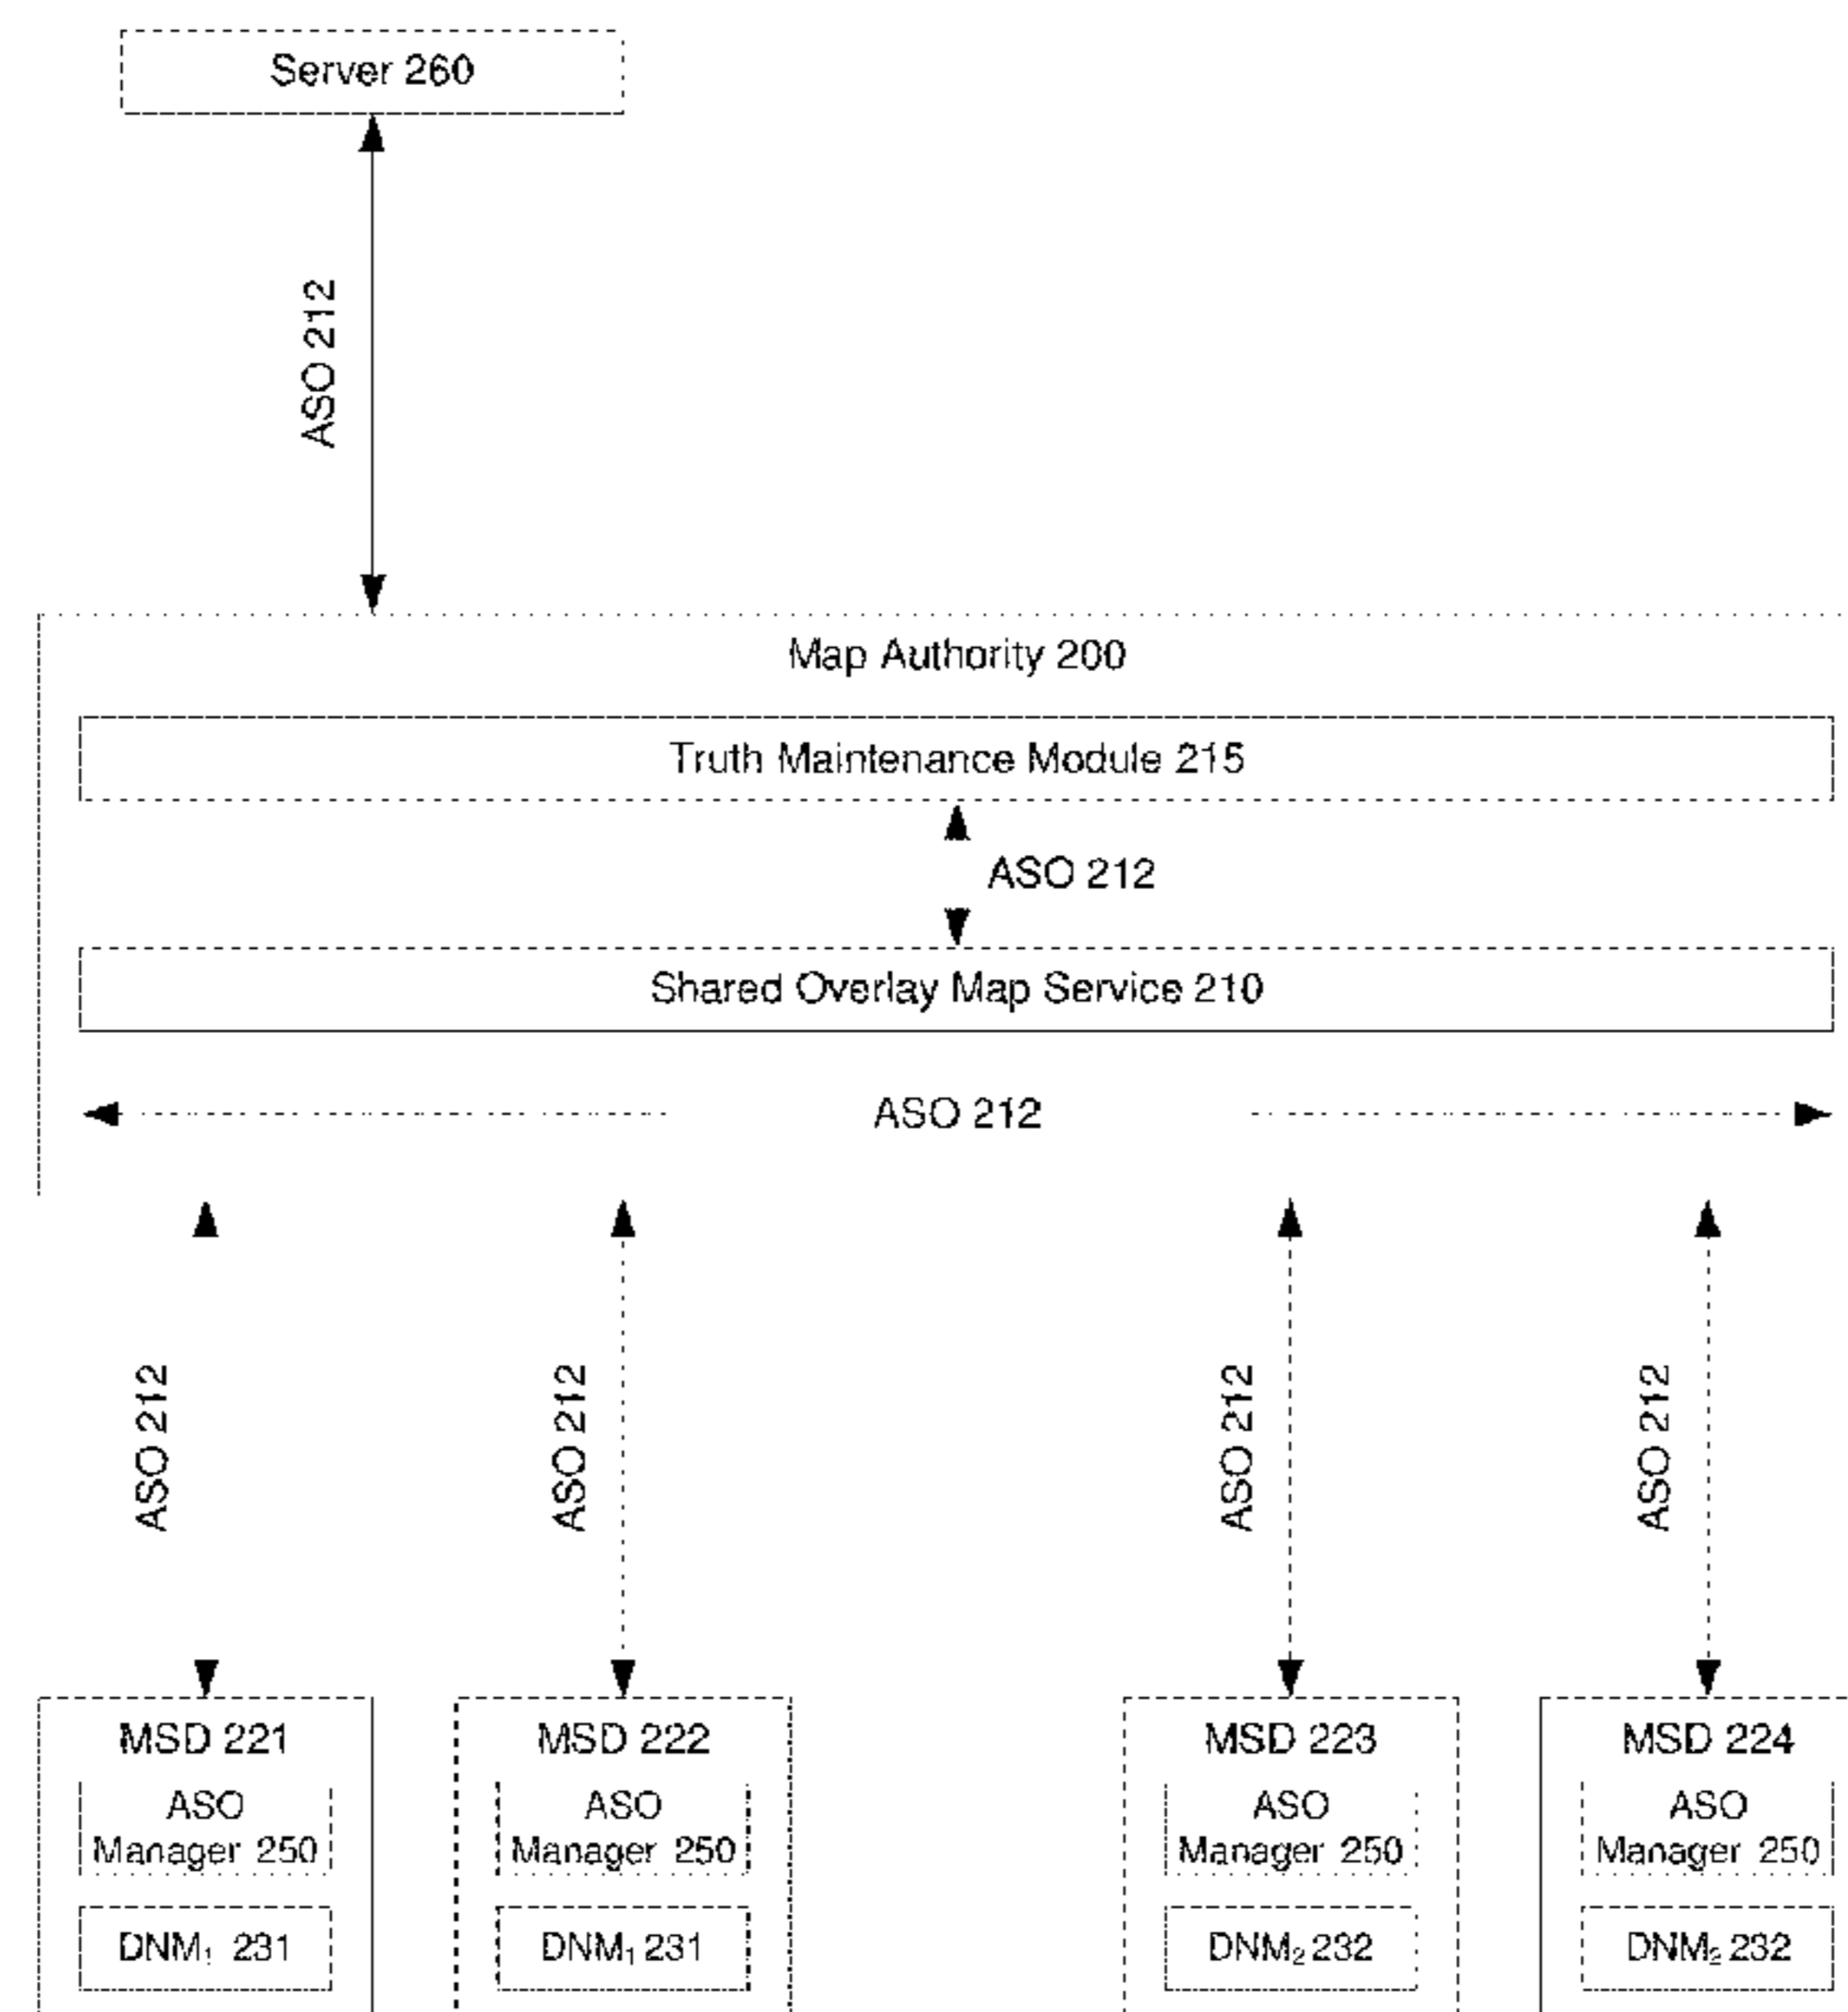 Server 260
ASO 212
Map Authority 200
Truth Maintenance Module 215
ASO 212
Shared Overlay Map Service 210
ASO 212
ASO 212
ASO 212
ASO 212
ASO 212
MSD 221
ASO
Manager 250
DNM₁ 231
MSD 222
ASO
Manager 250
DNM₁ 231
MSD 223
ASO
Manager 250
DNM₂ 232
MSD 224
ASO
Manager 250
DNM₂ 232